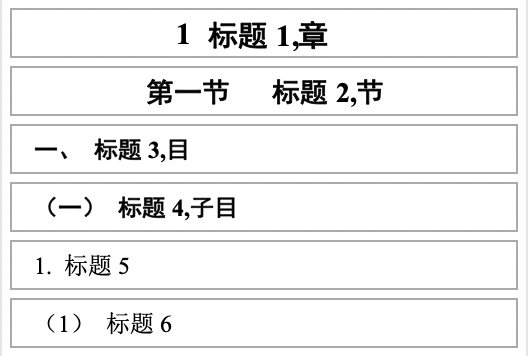 1 标题 1,章
第一节 标题 2,节
一、 标题 3,目
（一） 标题 4,子目
1. 标题 5
（1） 标题 6